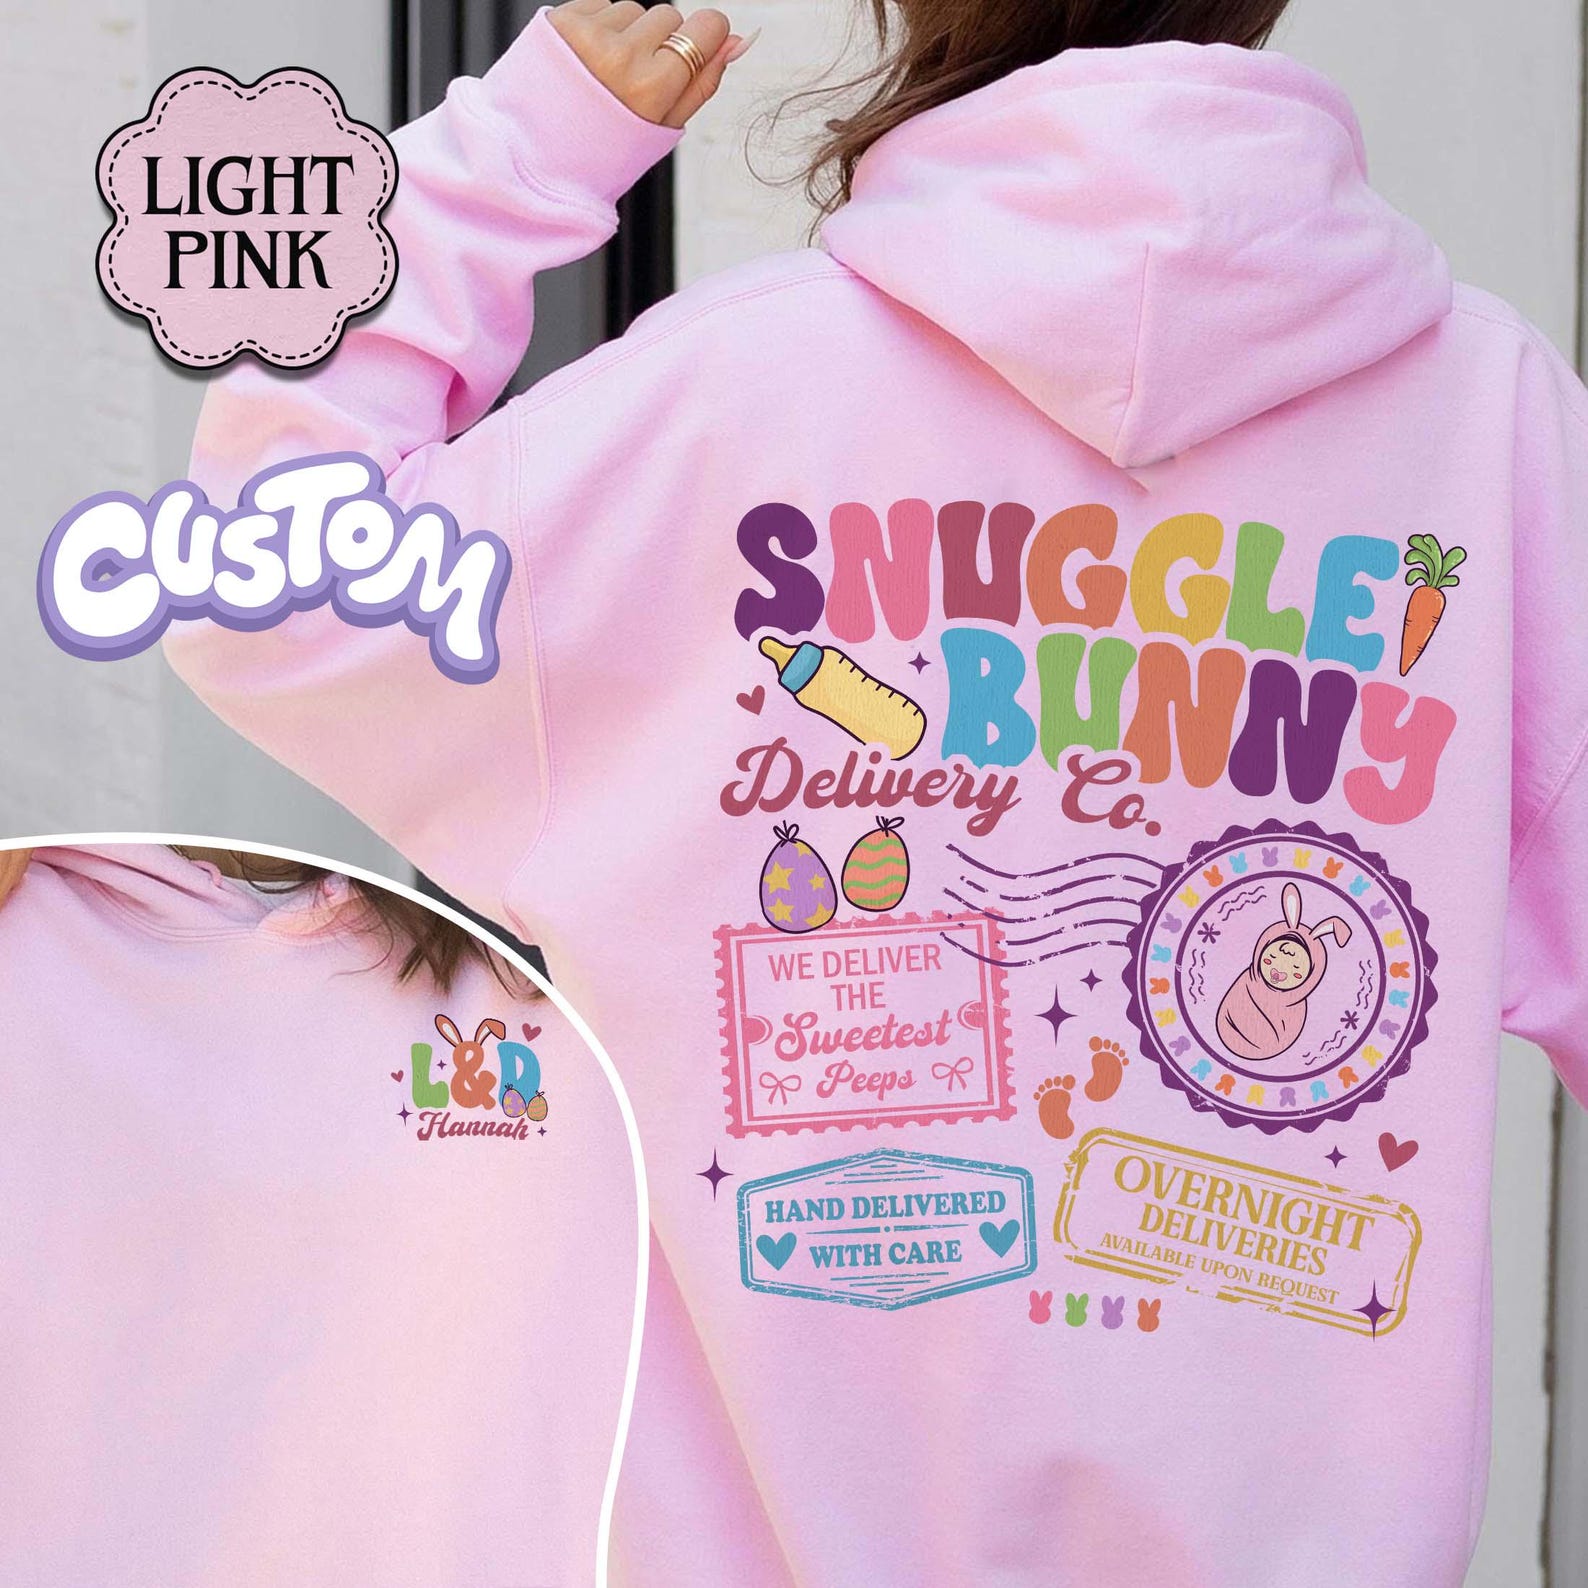 LIGHT
PINK
CUSTOM
SNUGGLE
BUNNY
Delivery Co.
WE DELIVER
THE
Sweetest
Peeps
HAND DELIVERED
WITH CARE
OVERNIGHT
DELIVERIES
AVAILABLE UPON REQUEST
L&D
Hannah